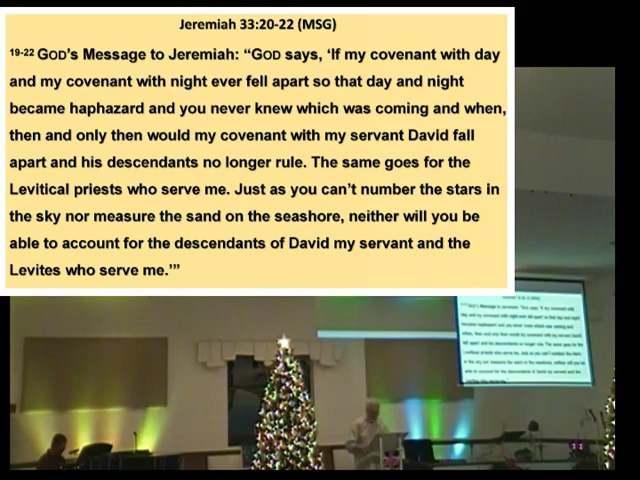 Jeremiah 33:20-22 (MSG)
19-22 GOD's Message to Jeremiah: "GOD says, 'If my covenant with day
and my covenant with night ever fell apart so that day and night
became haphazard and you never knew which was coming and when,
then and only then would my covenant with my servant David fall
apart and his descendants no longer rule. The same goes for the
Levitical priests who serve me. Just as you can't number the stars in
the sky nor measure the sand on the seashore, neither will you be
able to account for the descendants of David my servant and the
Levites who serve me.'"